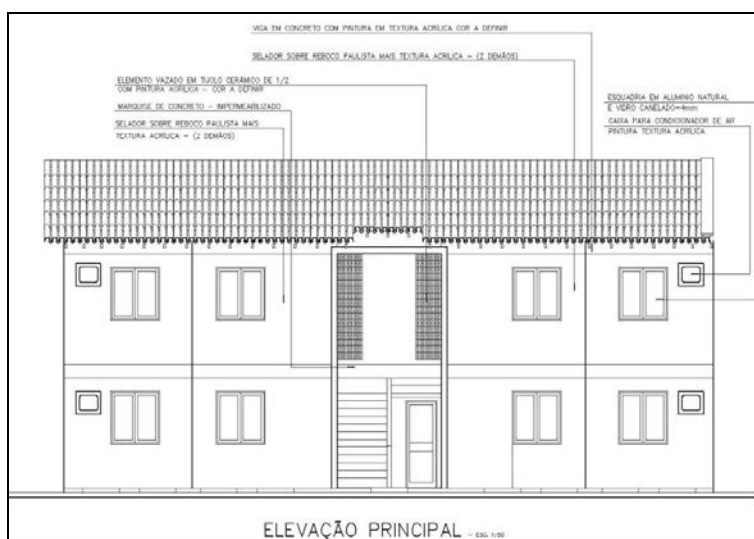 VIGA EM CONCRETO COM PINTURA EM TEXTURA ACRÍLICA COR A DEFINIR
SELADOR SOBRE REBOCO PAULISTA MAIS TEXTURA ACRÍLICA - (2 DEMÃOS)
ELEMENTO VAZADO EM TIJOLO CERÂMICO DE 1/2
COM PINTURA ACRÍLICA - COR A DEFINIR
MARQUISE DE CONCRETO - IMPERMEABILIZADO
SELADOR SOBRE REBOCO PAULISTA MAIS
TEXTURA ACRÍLICA - (2 DEMÃOS)
ESQUADRIA EM ALUMINIO NATURAL
E VIDRO CANELADO=4mm
CAIXA PARA CONDICIONADOR DE AR
PINTURA TEXTURA ACRÍLICA
ELEVAÇÃO PRINCIPAL